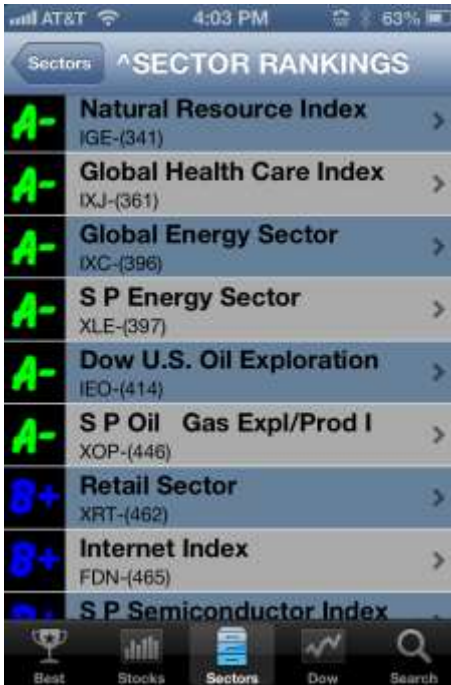 AT&T 4:03 PM 63%
Sectors ^SECTOR RANKINGS
A- Natural Resource Index
IGE-(341)
A- Global Health Care Index
IXJ-(361)
A- Global Energy Sector
IXC-(396)
A- S P Energy Sector
XLE-(397)
A- Dow U.S. Oil Exploration
IEO-(414)
A- S P Oil Gas Expl/Prod I
XOP-(446)
B+ Retail Sector
XRT-(462)
B+ Internet Index
FDN-(465)
B+ S P Semiconductor Index
Best Stocks Sectors Dow Search